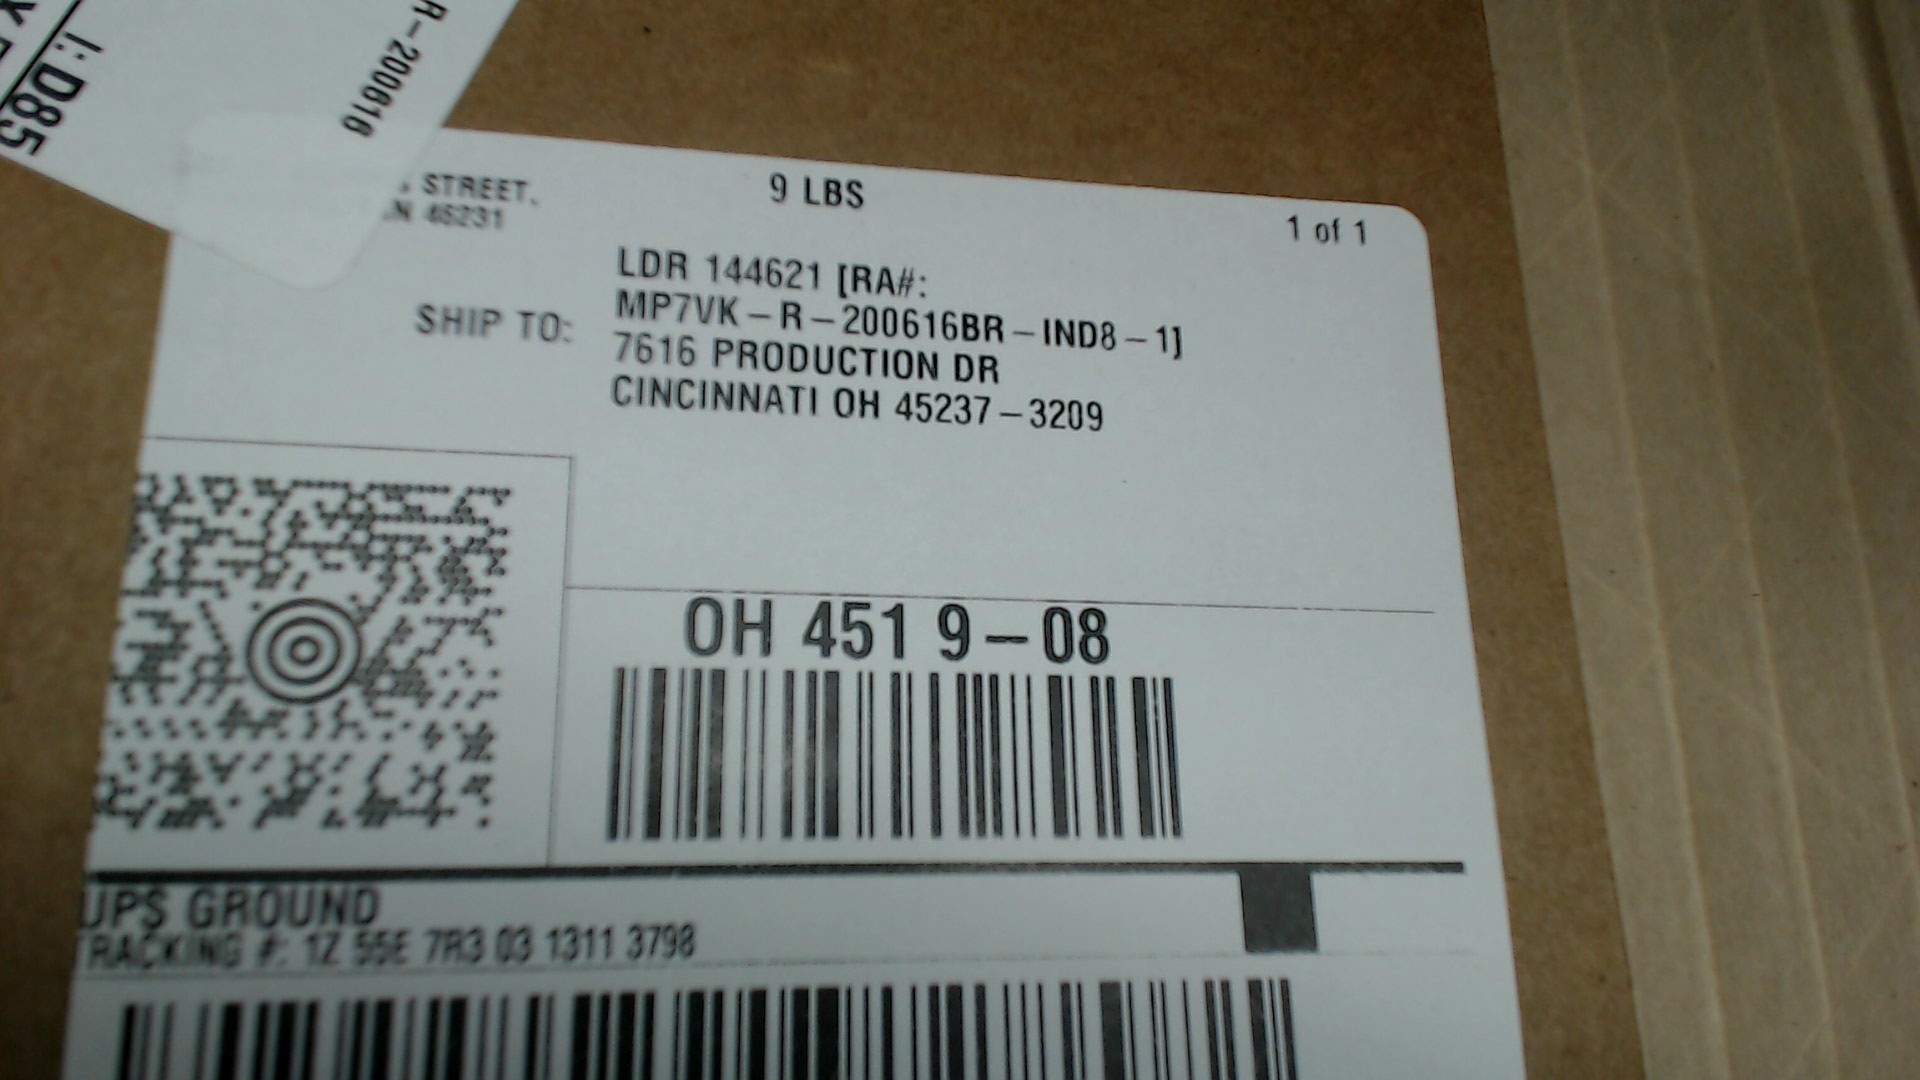 R-200616
I: D85
STREET,
IN 46231
9 LBS
1 of 1
LDR 144621 [RA#:
MP7VK-R-200616BR-IND8-1]
SHIP TO:
7616 PRODUCTION DR
CINCINNATI OH 45237-3209
OH 451 9-08
UPS GROUND
TRACKING #: 1Z 55E 7R3 03 1311 3798